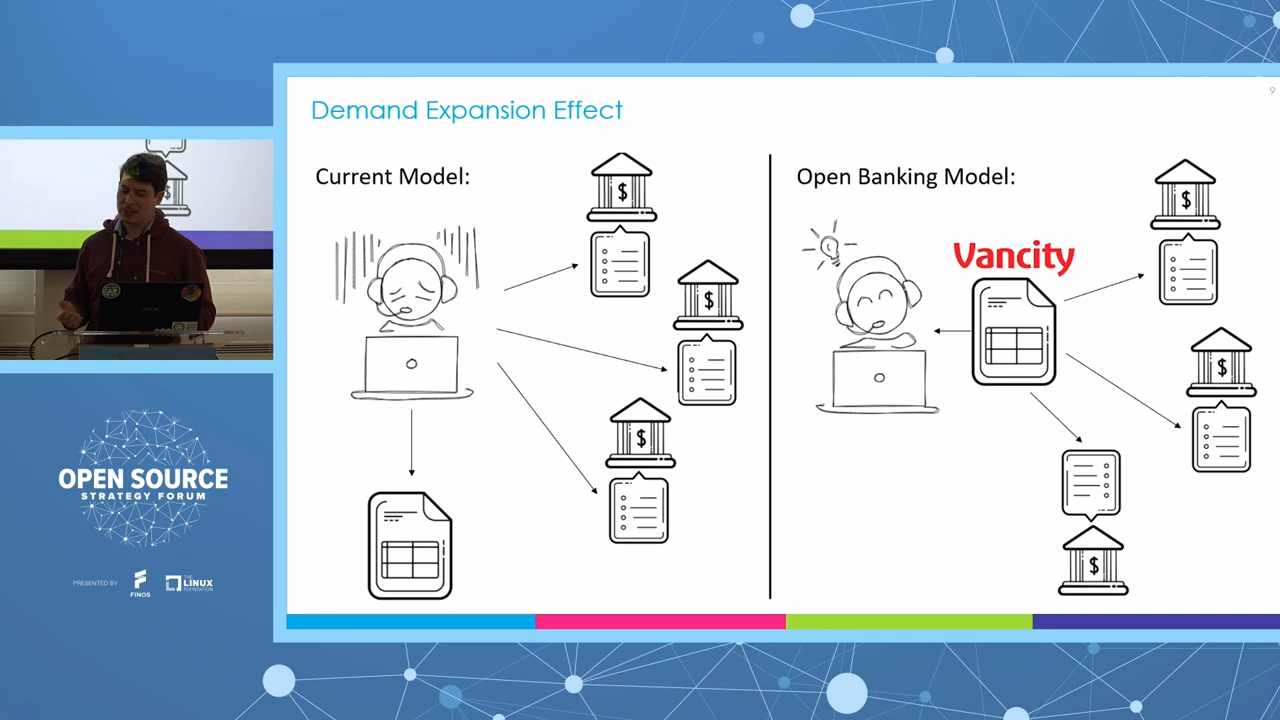 Demand Expansion Effect
9
Current Model:
Open Banking Model:
$
$
$
Vancity
$
$
$
OPEN SOURCE
STRATEGY FORUM
PRESENTED BY
FINOS
THE
LINUX
FOUNDATION